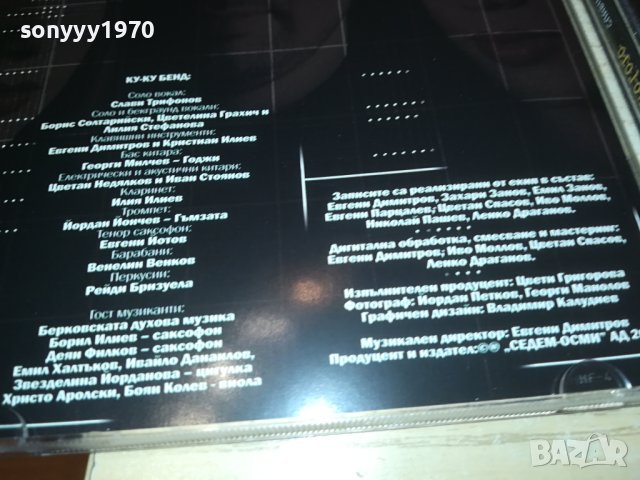 sonyyy1970
КУ-КУ БЕНД:
Соло вокал:
Слави Трифонов
Соло и бекграунд вокали:
Борис Солтарийски, Цветелина Грахич и
Лилия Стефанова
Клавишни инструменти:
Евгени Димитров и Кристиан Илиев
Бас китара:
Георги Милчев – Годжи
Електрически и акустични китари:
Цветан Недялков и Иван Стоянов
Кларинет:
Илия Илиев
Тромпет:
Йордан Йончев – Гъмзата
Тенор саксофон:
Евгени Йотов
Барабани:
Венелин Венков
Перкусии:
Рейди Бризуела
Гост музиканти:
Берковската духова музика
Борил Илиев – саксофон
Деян Филков – саксофон
Емил Халтъков, Ивайло Данаилов,
Звезделина Йорданова – цигулка
Христо Аролски, Боян Колев - виола
Записите са реализирани от екип в състав:
Евгени Димитров, Захари Занов, Емил Занов,
Евгени Парцалев; Цветан Спасов, Иво Моллов,
Николай Пашев, Ленко Драганов.
Дигитална обработка, смесване и мастеринг:
Евгени Димитров; Иво Моллов, Цветан Спасов,
Ленко Драганов.
Изпълнителен продуцент: Цвети Григорова
Фотограф: Йордан Петков, Георги Манолов
Графичен дизайн: Владимир Калудиев
Музикален директор: Евгени Димитров
Продуцент и издател:©℗ „СЕДЕМ-ОСМИ" АД
MF-4
BAZAR